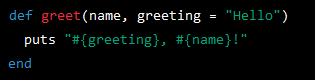 def greet(name, greeting = "Hello")
  puts "#{greeting}, #{name}!"
end